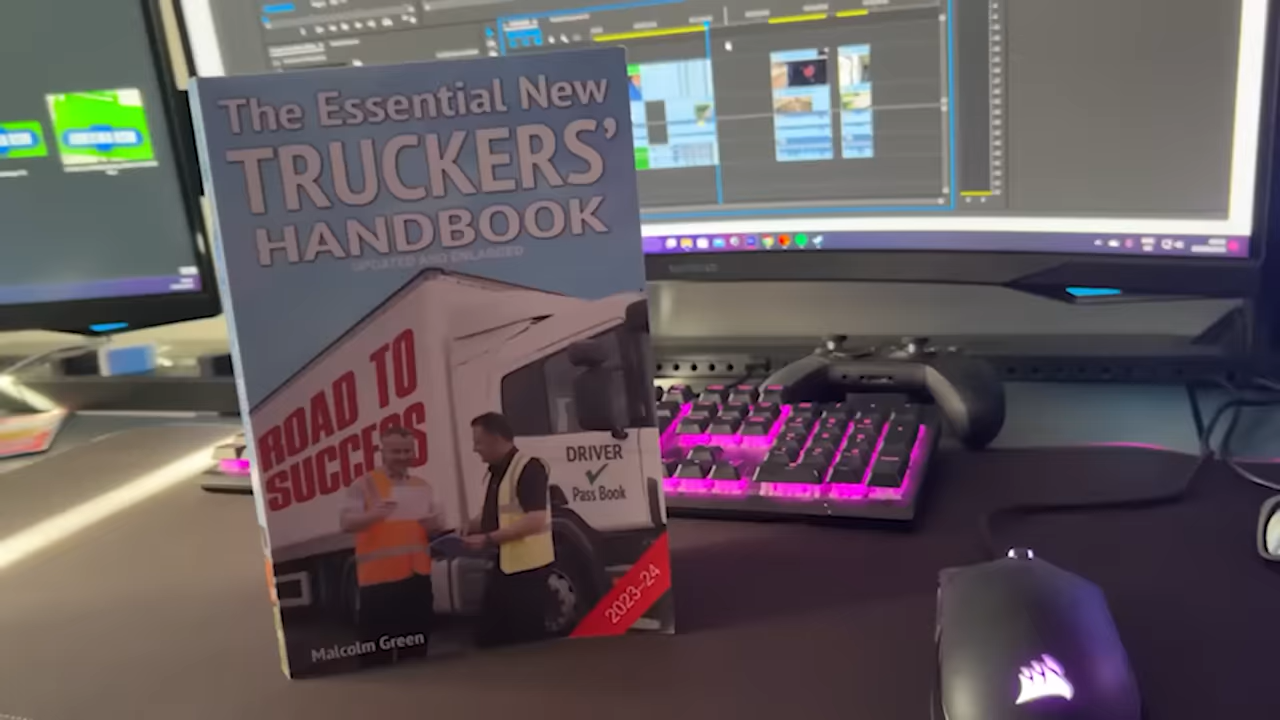 The Essential New
TRUCKERS'
HANDBOOK
UPDATED AND ENLARGED
ROAD TO
SUCCESS
DRIVER
Pass Book
2023–24
Malcolm Green